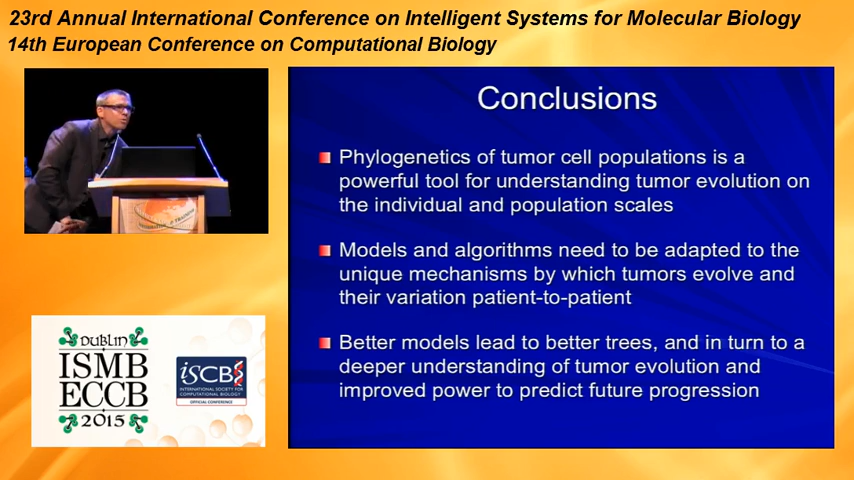 23rd Annual International Conference on Intelligent Systems for Molecular Biology
14th European Conference on Computational Biology
Conclusions
Phylogenetics of tumor cell populations is a
powerful tool for understanding tumor evolution on
the individual and population scales
Models and algorithms need to be adapted to the
unique mechanisms by which tumors evolve and
their variation patient-to-patient
Better models lead to better trees, and in turn to a
deeper understanding of tumor evolution and
improved power to predict future progression
DUBLIN
ISMB
ECCB
2015
ISCB
INTERNATIONAL SOCIETY FOR
COMPUTATIONAL BIOLOGY
OFFICIAL CONFERENCE